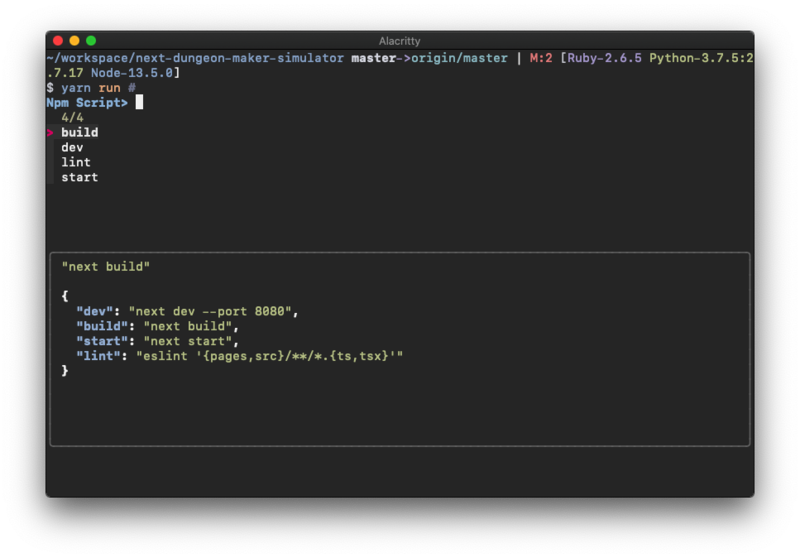 Alacritty
~/workspace/next-dungeon-maker-simulator master->origin/master | M:2 [Ruby-2.6.5 Python-3.7.5:2
.7.17 Node-13.5.0]
$ yarn run #
Npm Script>
4/4
> build
dev
lint
start
"next build"
{
"dev": "next dev --port 8080",
"build": "next build",
"start": "next start",
"lint": "eslint '{pages,src}/**/*.{ts,tsx}'"
}